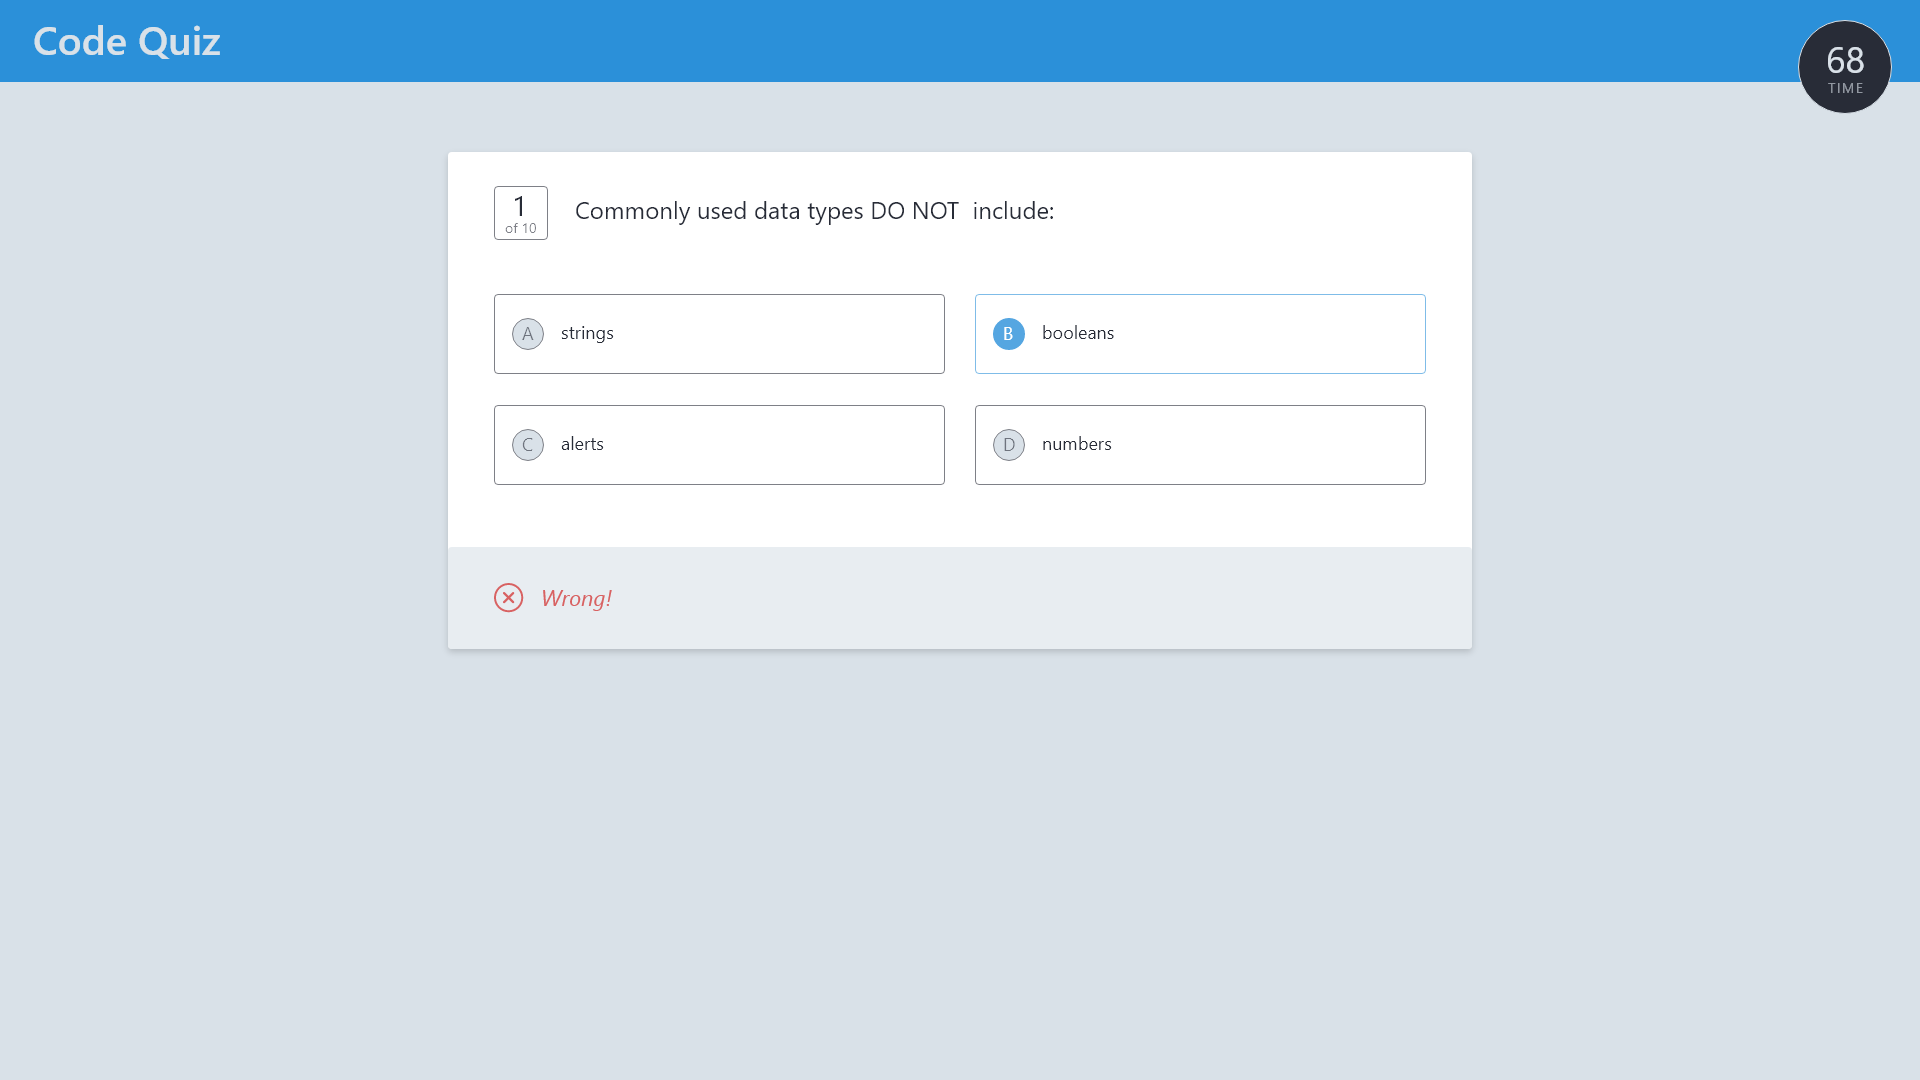 Code Quiz
68
TIME
1
of 10
Commonly used data types DO NOT  include:
A strings
B booleans
C alerts
D numbers
Wrong!